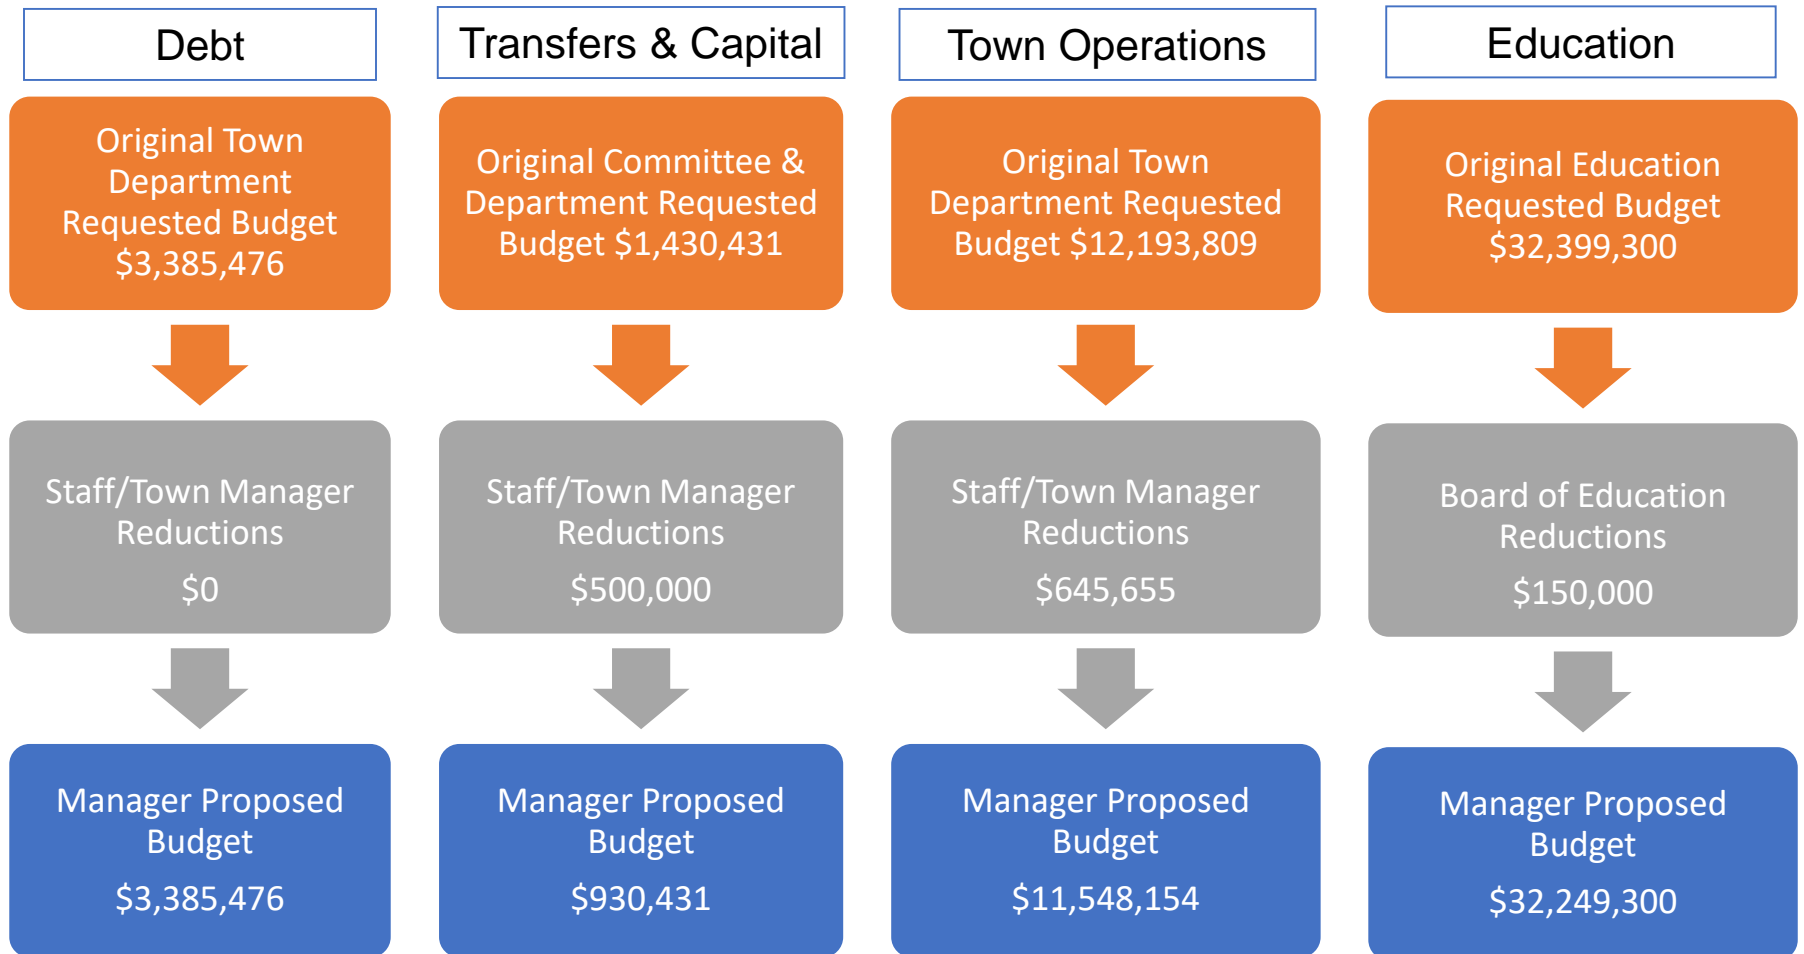 Debt
Transfers & Capital
Town Operations
Education
Original Town
Department
Requested Budget
$3,385,476
Original Committee &
Department Requested
Budget $1,430,431
Original Town
Department Requested
Budget $12,193,809
Original Education
Requested Budget
$32,399,300
Staff/Town Manager
Reductions
$0
Staff/Town Manager
Reductions
$500,000
Staff/Town Manager
Reductions
$645,655
Board of Education
Reductions
$150,000
Manager Proposed
Budget
$3,385,476
Manager Proposed
Budget
$930,431
Manager Proposed
Budget
$11,548,154
Manager Proposed
Budget
$32,249,300